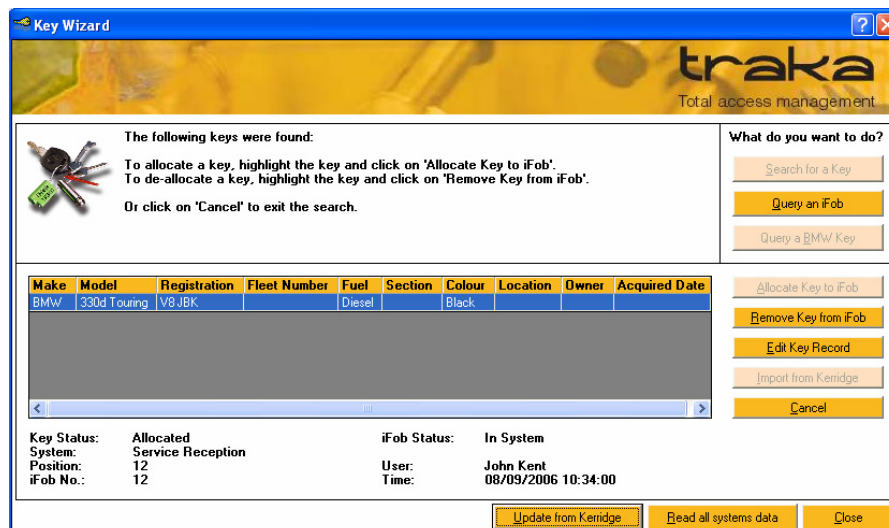 Key Wizard
traka
Total access management
The following keys were found:
To allocate a key, highlight the key and click on 'Allocate Key to iFob'.
To de-allocate a key, highlight the key and click on 'Remove Key from iFob'.
Or click on 'Cancel' to exit the search.
What do you want to do?
Search for a Key
Query an iFob
Query a BMW Key
Make Model Registration Fleet Number Fuel Section Colour Location Owner Acquired Date
BMW 330d Touring V8 JBK Diesel Black
Allocate Key to iFob
Remove Key from iFob
Edit Key Record
Import from Kerridge
Cancel
Key Status: Allocated iFob Status: In System
System: Service Reception
Position: 12 User: John Kent
iFob No.: 12 Time: 08/09/2006 10:34:00
Update from Kerridge Read all systems data Close